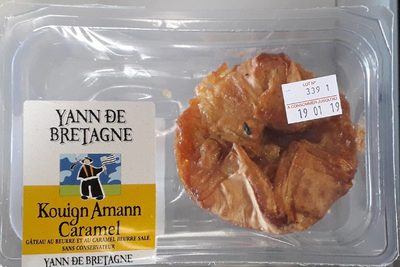 YANN DE
BRETAGNE
Kouign Amann
Caramel
GÂTEAU AU BEURRE ET AU CARAMEL BEURRE SALÉ
SANS CONSERVATEUR
YANN DE BRETAGNE
LOT N°
339 1
A CONSOMMER JUSQU'AU
19 01 19